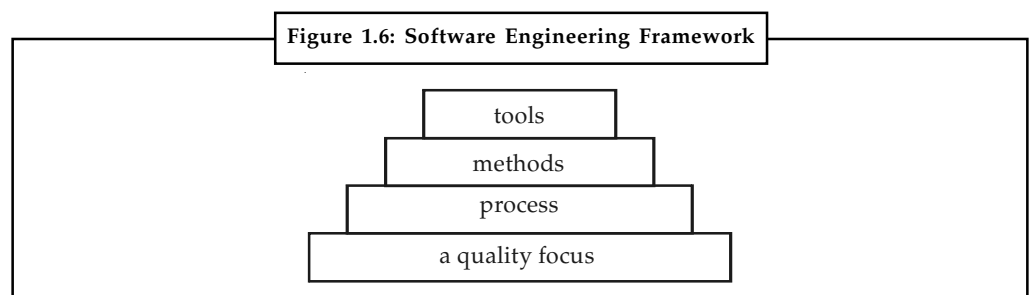 Figure 1.6: Software Engineering Framework
tools
methods
process
a quality focus